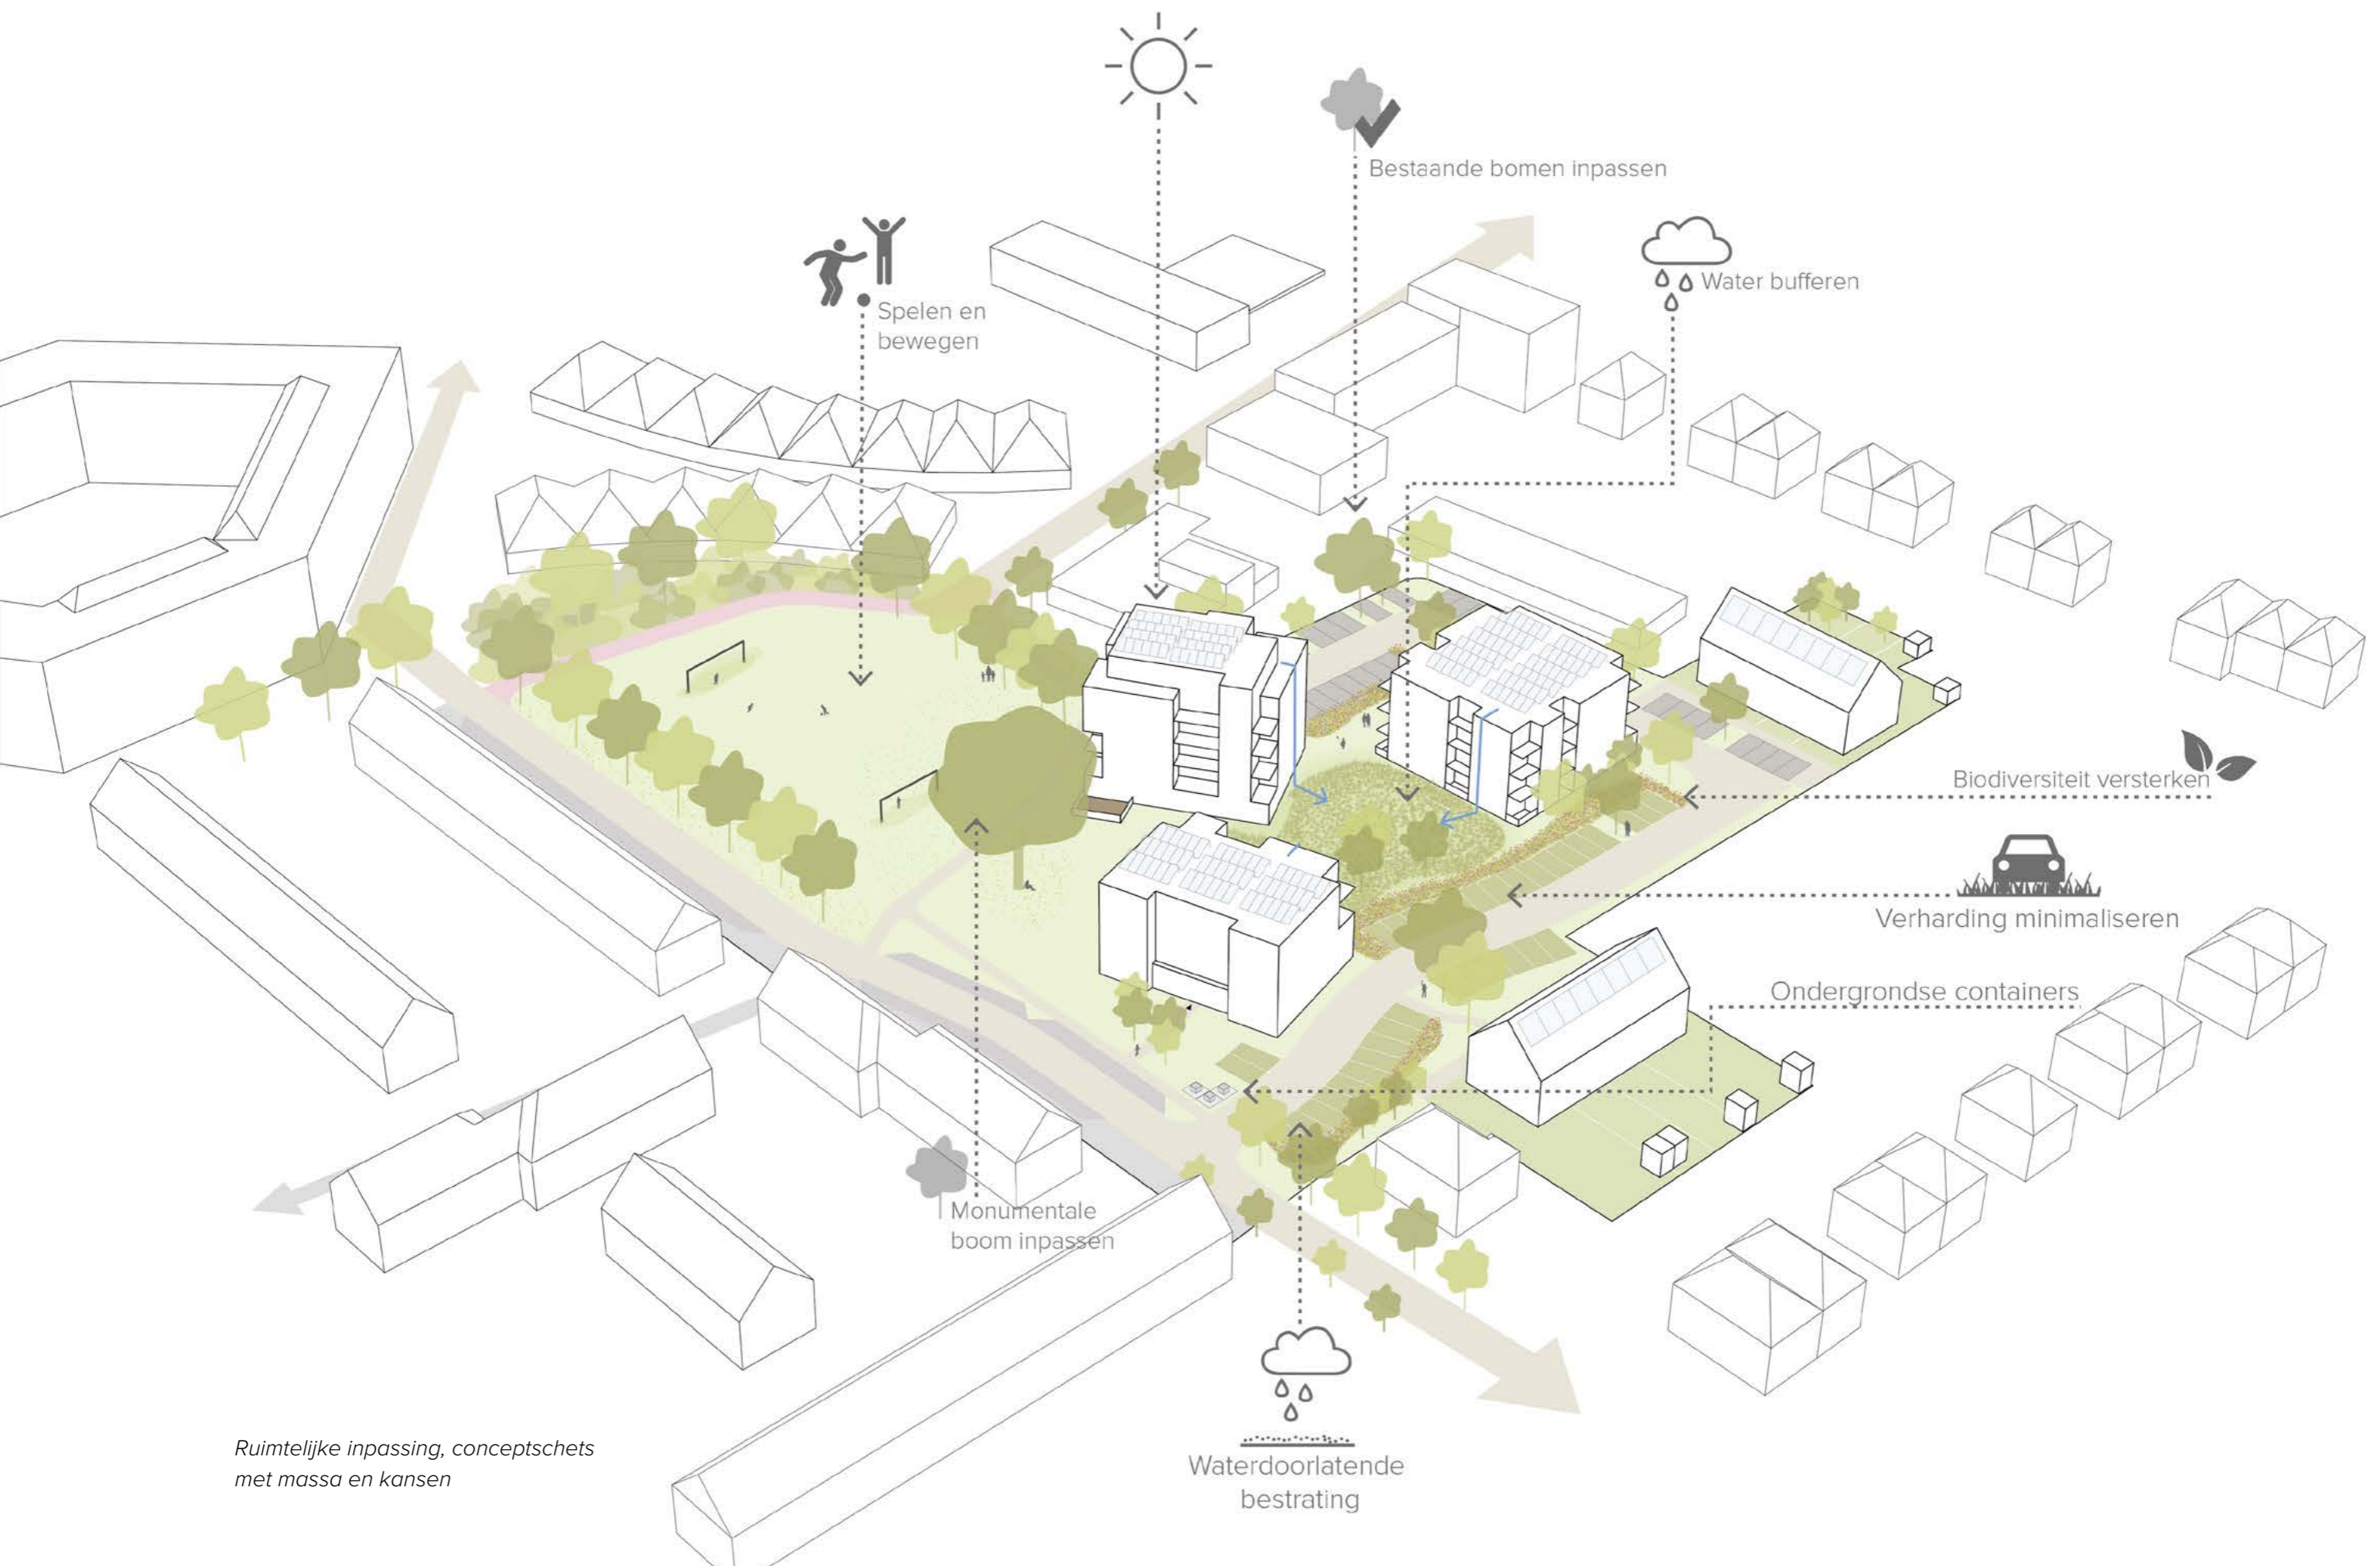 Bestaande bomen inpassen
Water bufferen
Spelen en
bewegen
Biodiversiteit versterken
Verharding minimaliseren
Ondergrondse containers
Monumentale
boom inpassen
Waterdoorlatende
bestrating
Ruimtelijke inpassing, conceptschets
met massa en kansen